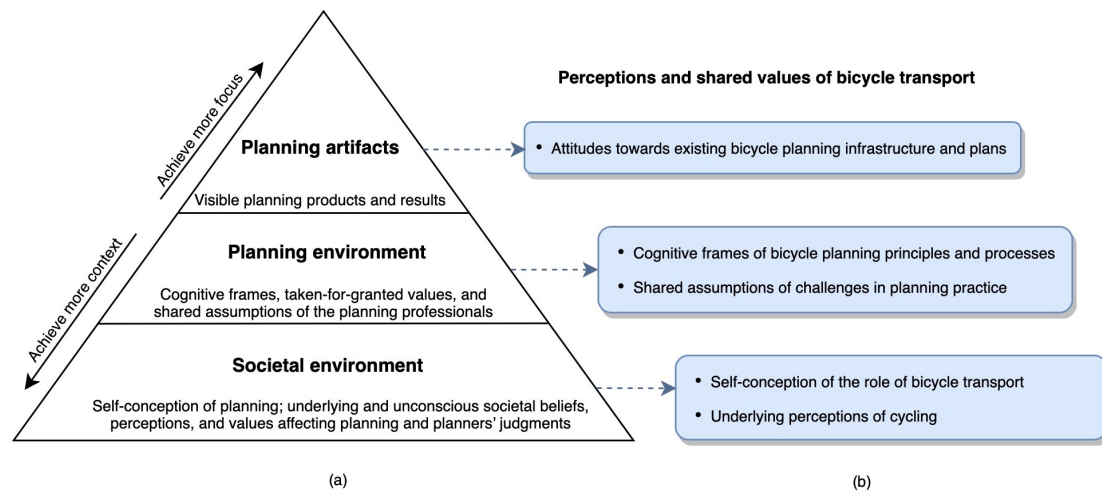 Perceptions and shared values of bicycle transport
Achieve more focus
Planning artifacts
Visible planning products and results
• Attitudes towards existing bicycle planning infrastructure and plans
Achieve more context
Planning environment
Cognitive frames, taken-for-granted values, and
shared assumptions of the planning professionals
• Cognitive frames of bicycle planning principles and processes
• Shared assumptions of challenges in planning practice
Societal environment
Self-conception of planning; underlying and unconscious societal beliefs,
perceptions, and values affecting planning and planners' judgments
• Self-conception of the role of bicycle transport
• Underlying perceptions of cycling
(a)
(b)